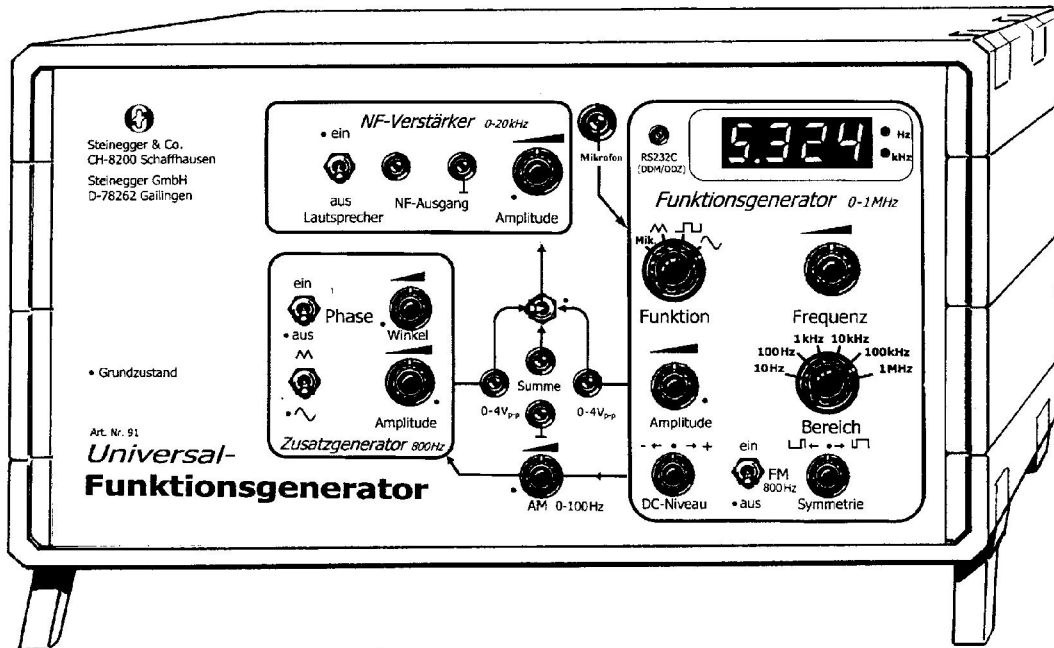 Steinegger & Co.
CH-8200 Schaffhausen
Steinegger GmbH
D-78262 Gailingen
NF-Verstärker 0-20kHz
• ein
aus
Lautsprecher
NF-Ausgang
Amplitude
Mikrofon
RS232C
(DDM/DDZ)
5.324
Hz
kHz
Funktionsgenerator 0-1MHz
Mik.
Funktion
Frequenz
ein
Phase
• aus
Winkel
Amplitude
Zusatzgenerator 800Hz
0-4Vp-p
Summe
0-4Vp-p
AM 0-100Hz
Amplitude
10Hz
100Hz
1kHz
10kHz
100kHz
1MHz
Bereich
- ← • → +
DC-Niveau
ein
FM
800Hz
• aus
← • →
Symmetrie
• Grundzustand
Art. Nr. 91
Universal-
Funktionsgenerator